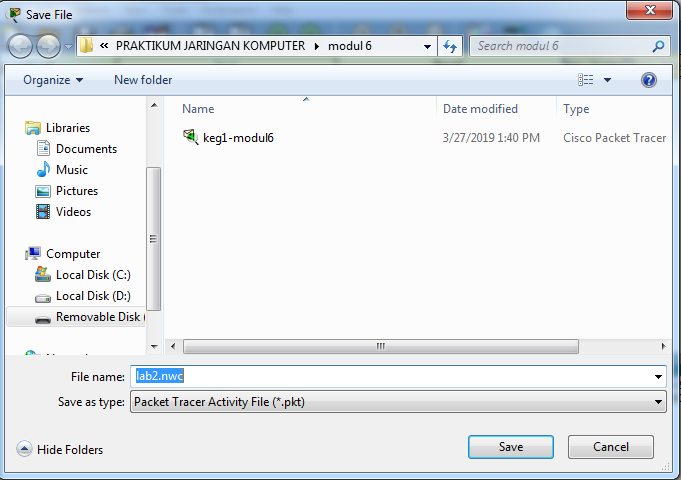 Save File
« PRAKTIKUM JARINGAN KOMPUTER modul 6
Search modul 6
Organize New folder
Name Date modified Type
keg1-modul6 3/27/2019 1:40 PM Cisco Packet Tracer
Libraries
Documents
Music
Pictures
Videos
Computer
Local Disk (C:)
Local Disk (D:)
Removable Disk (
File name: lab2.nwc
Save as type: Packet Tracer Activity File (*.pkt)
Hide Folders Save Cancel